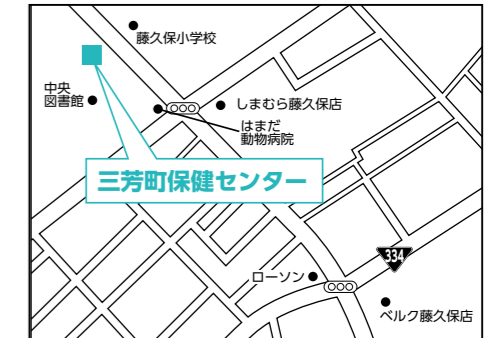 藤久保小学校
中央
図書館
しまむら藤久保店
はまだ
動物病院
三芳町保健センター
334
ローソン
ベルク藤久保店